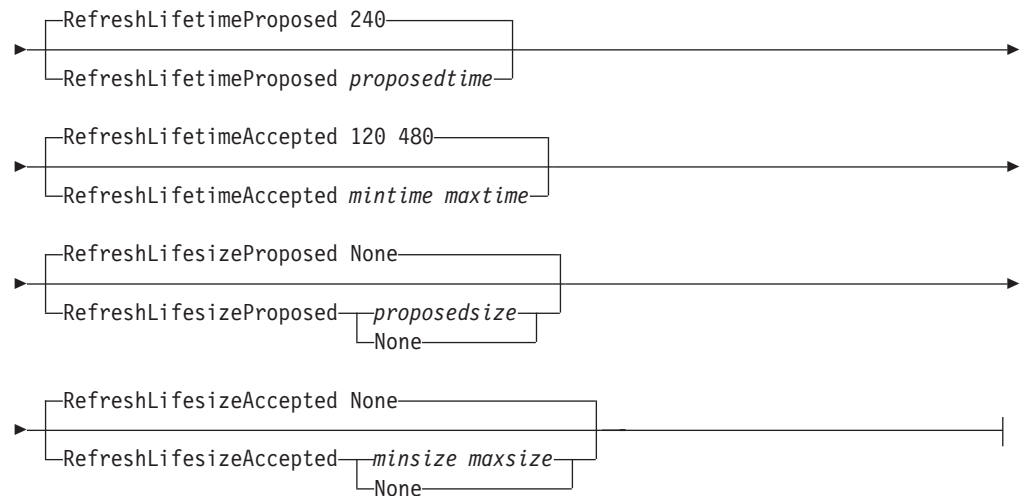 RefreshLifetimeProposed 240
RefreshLifetimeProposed proposedtime
RefreshLifetimeAccepted 120 480
RefreshLifetimeAccepted mintime maxtime
RefreshLifesizeProposed None
RefreshLifesizeProposed proposedsize
None
RefreshLifesizeAccepted None
RefreshLifesizeAccepted minsize maxsize
None